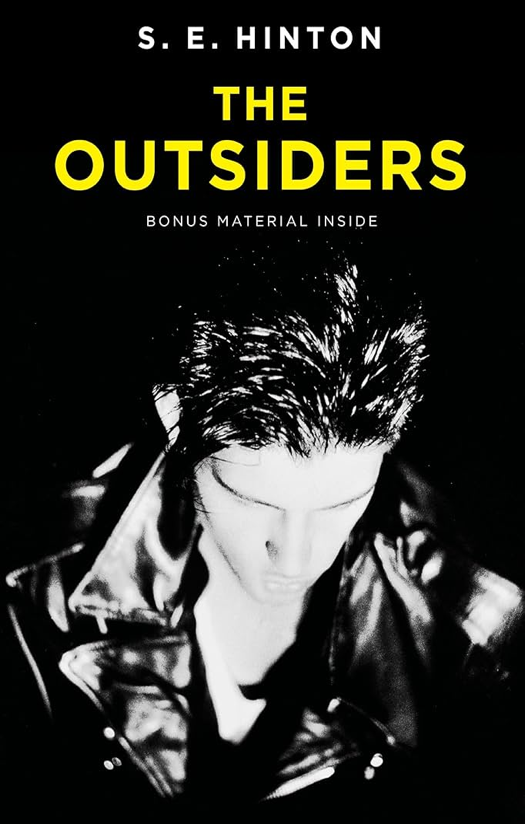 S. E. HINTON
THE
OUTSIDERS
BONUS MATERIAL INSIDE